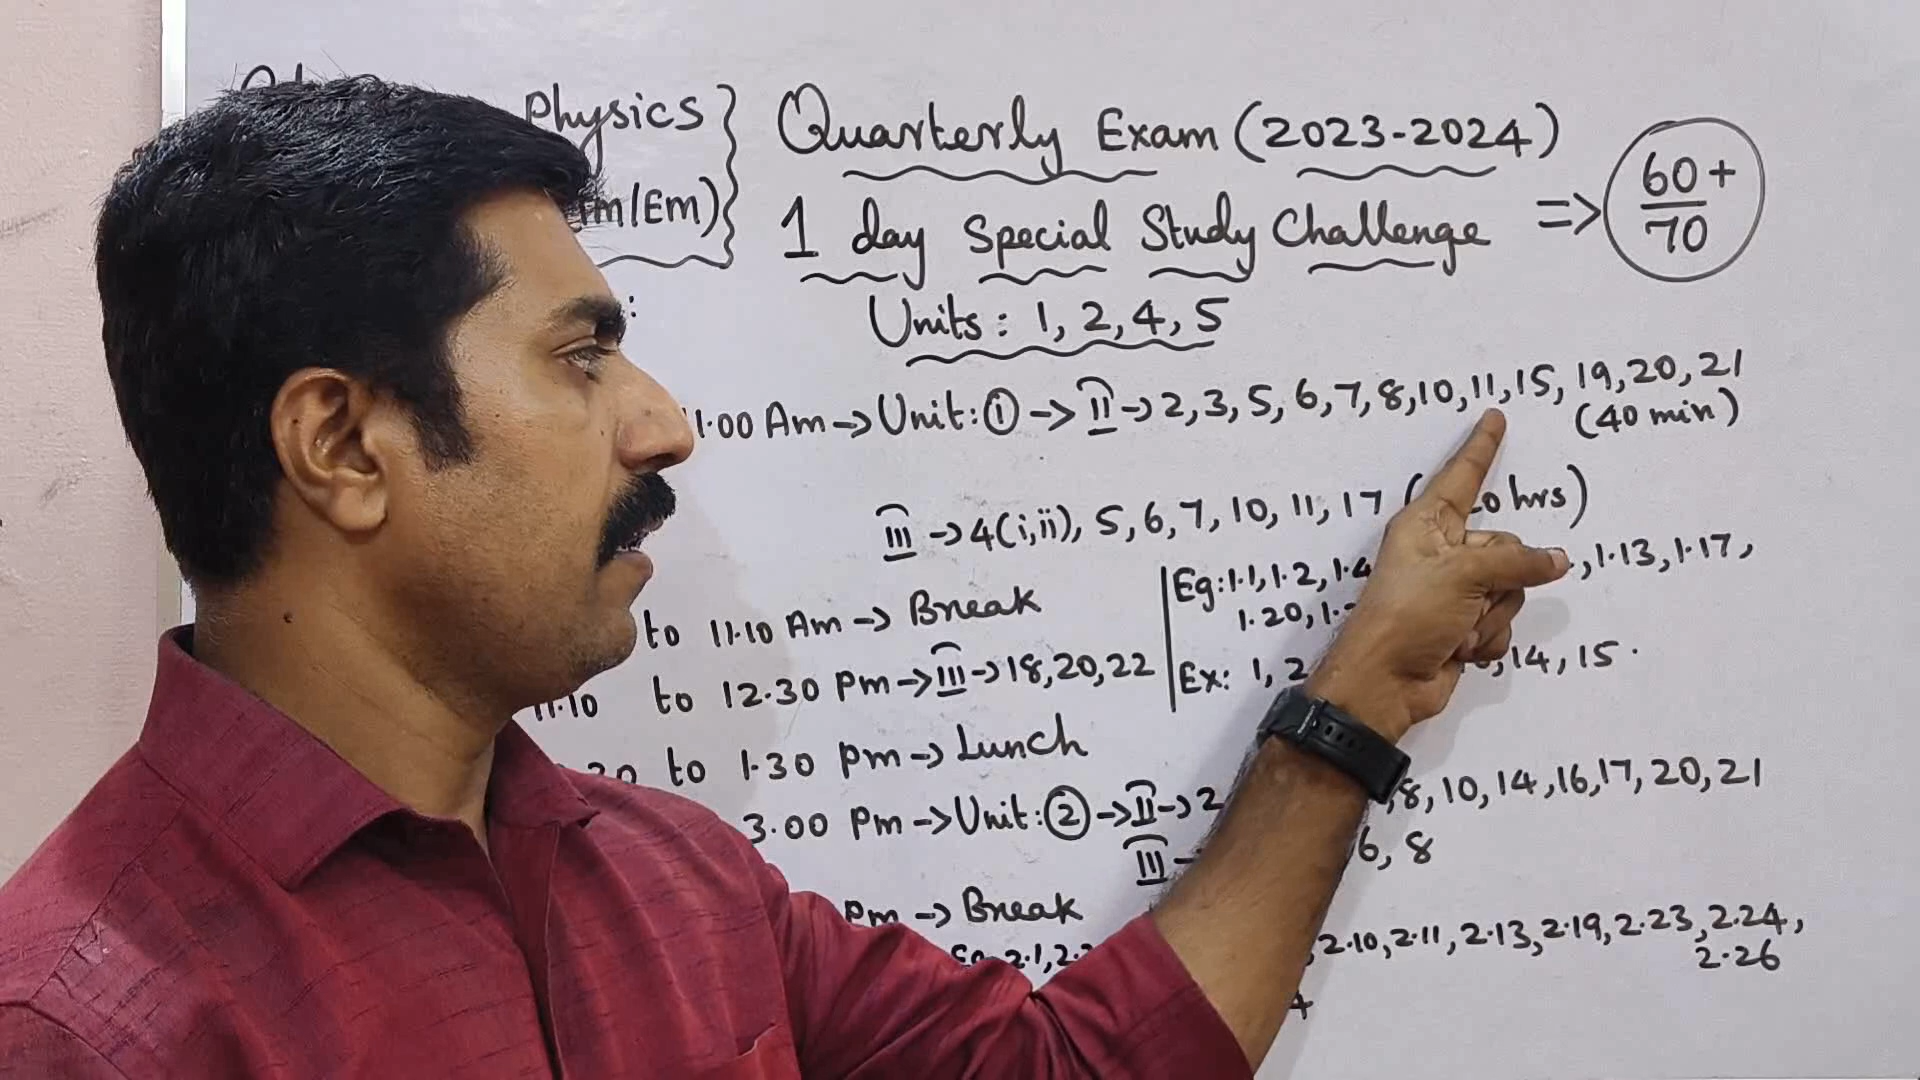 Physics } Quarterly Exam (2023-2024)
/Em) } 1 day Special Study Challenge => 60+/70
Units: 1, 2, 4, 5
1.00 Am -> Unit: ① -> II -> 2, 3, 5, 6, 7, 8, 10, 11, 15, 19, 20, 21
(40 min)
III -> 4(i,ii), 5, 6, 7, 10, 11, 17 ( hrs)
to 11.10 Am -> Break
Eg: 1.1, 1.2, 1.4 , 1.13, 1.17,
1.20,
11.10 to 12.30 Pm -> III -> 18, 20, 22
Ex: 1, 2 , 14, 15.
to 1.30 Pm -> Lunch
3.00 Pm -> Unit: ② -> II -> 2 , 8, 10, 14, 16, 17, 20, 21
III - 6, 8
Pm -> Break
2.1, 2.10, 2.11, 2.13, 2.19, 2.23, 2.24,
2.26